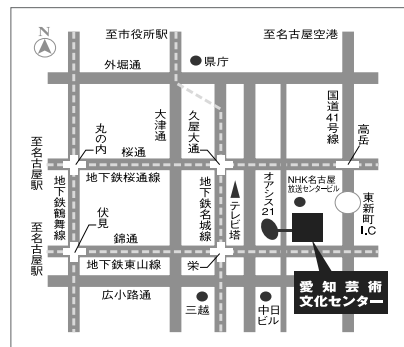 N
至市役所駅
至名古屋空港
県庁
外堀通
国道41号線
大津通
久屋大通
丸の内
高岳
至名古屋駅
桜通
地下鉄桜通線
地下鉄鶴舞線
地下鉄名城線
テレビ塔
オアシス21
NHK名古屋
放送センタービル
東新町I.C
伏見
至名古屋駅
錦通
地下鉄東山線
栄
愛知芸術
文化センター
広小路通
三越
中日
ビル